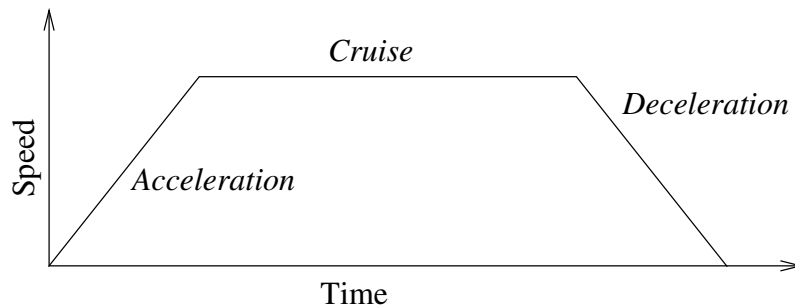 Cruise
Deceleration
Acceleration
Speed
Time